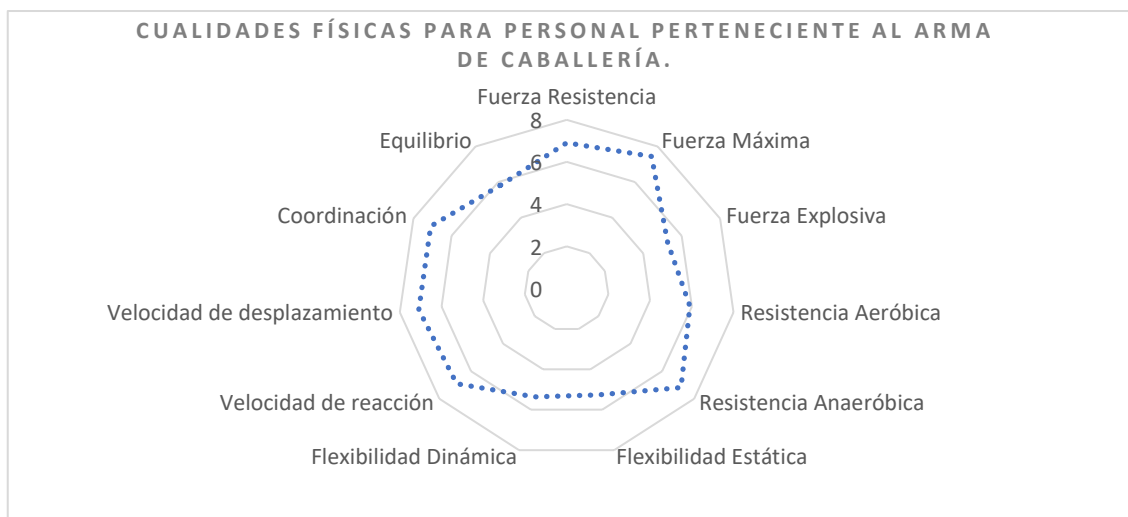 CUALIDADES FÍSICAS PARA PERSONAL PERTENECIENTE AL ARMA
DE CABALLERÍA.
Fuerza Resistencia
Fuerza Máxima
Fuerza Explosiva
Resistencia Aeróbica
Resistencia Anaeróbica
Flexibilidad Estática
Flexibilidad Dinámica
Velocidad de reacción
Velocidad de desplazamiento
Coordinación
Equilibrio
8
6
4
2
0